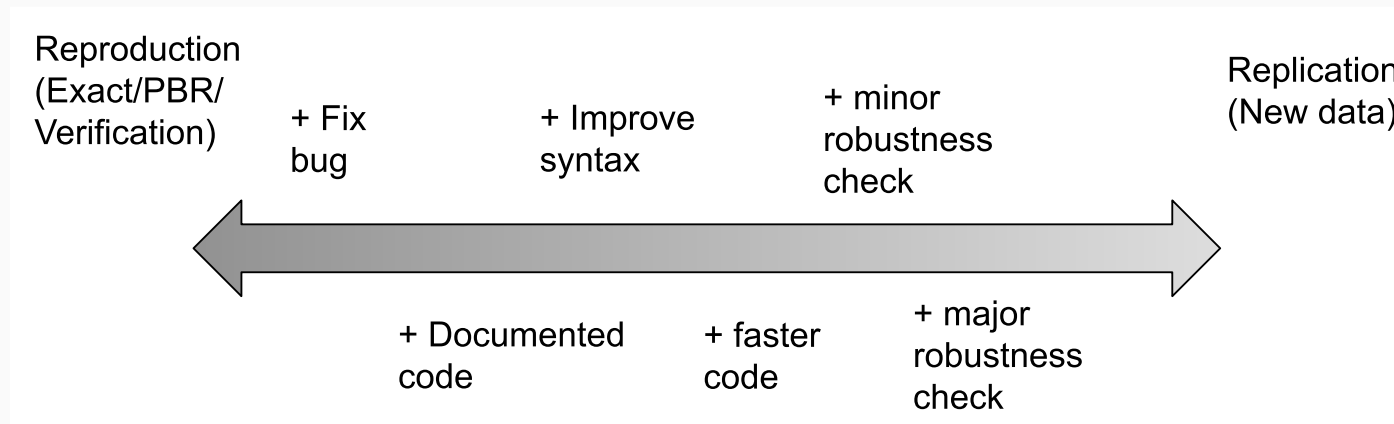 Reproduction
(Exact/PBR/
Verification)
+ Fix
bug
+ Improve
syntax
+ minor
robustness
check
Replication
(New data)
+ Documented
code
+ faster
code
+ major
robustness
check